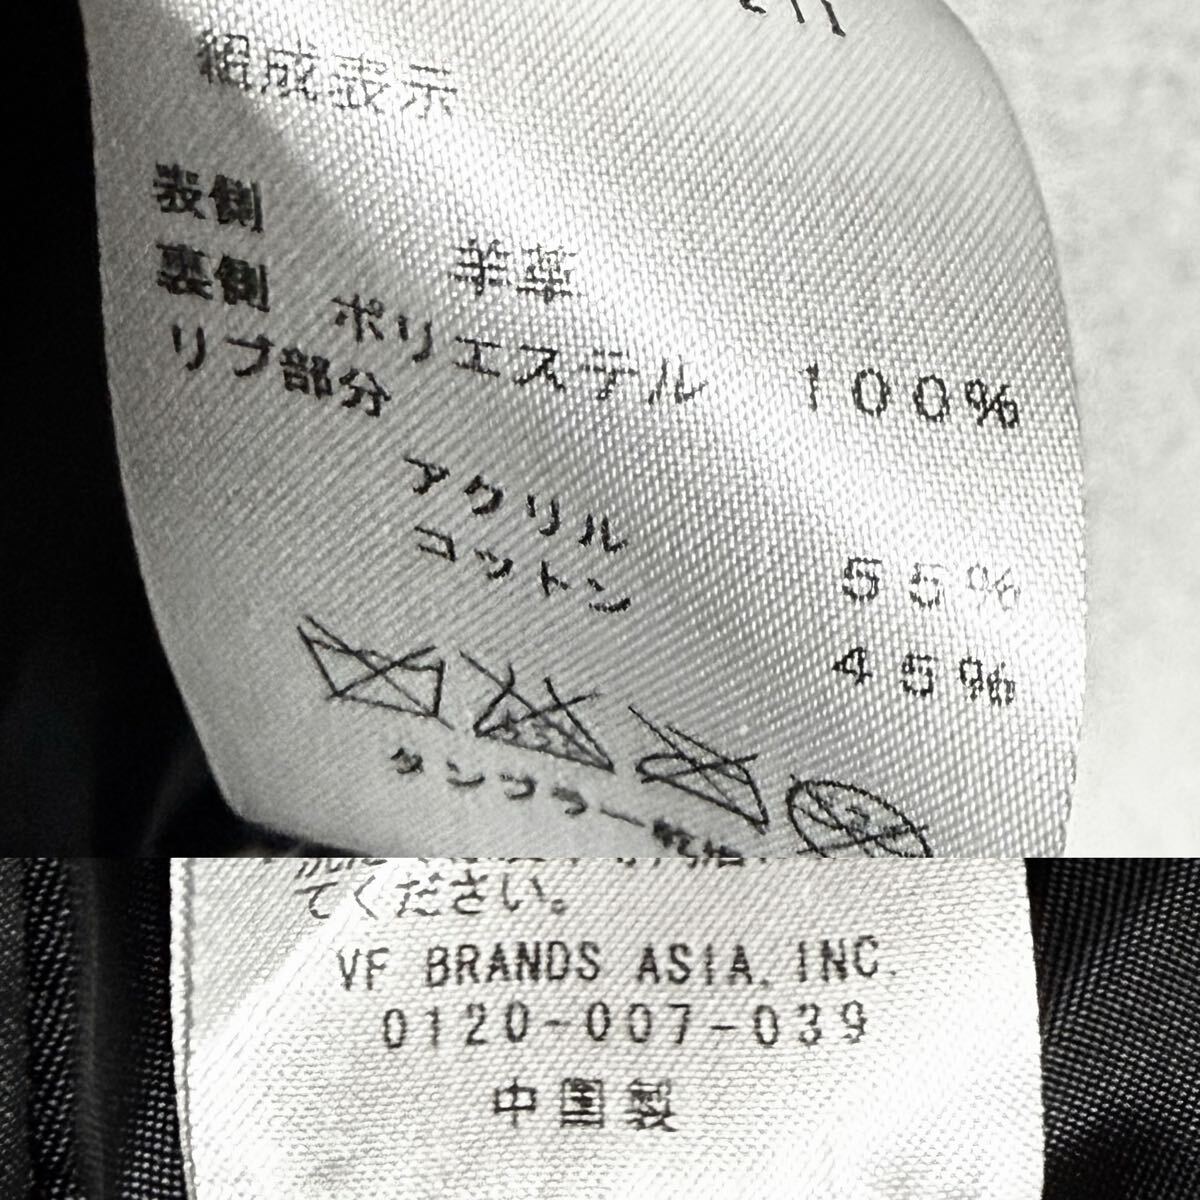 組成表示
表側
羊革
裏側 ポリエステル 100%
リブ部分
アクリル 55%
コットン 45%
タンブラー乾燥
てください。
VF BRANDS ASIA, INC.
0120-007-039
中国製